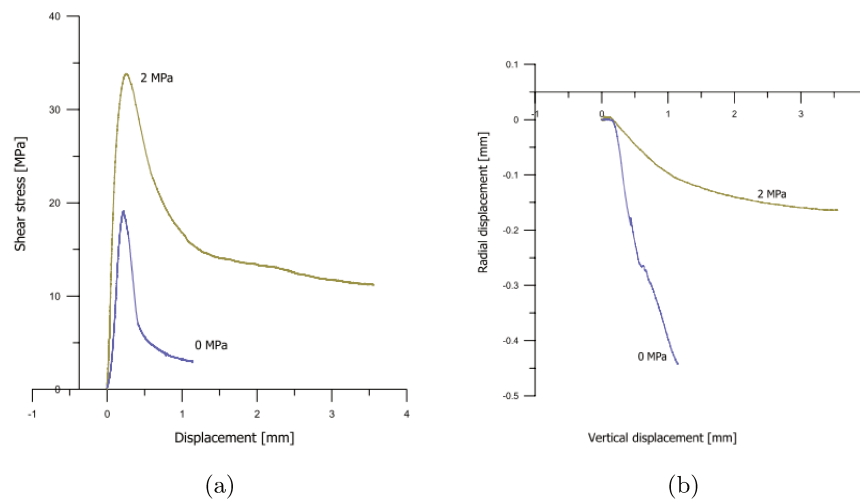 40
30
20
10
0
Shear stress [MPa]
2 MPa
0 MPa
-1
0
1
2
3
4
Displacement [mm]
(a)
0.1
0
-0.1
-0.2
-0.3
-0.4
-0.5
Radial displacement [mm]
-1
0
1
2
3
2 MPa
0 MPa
Vertical displacement [mm]
(b)